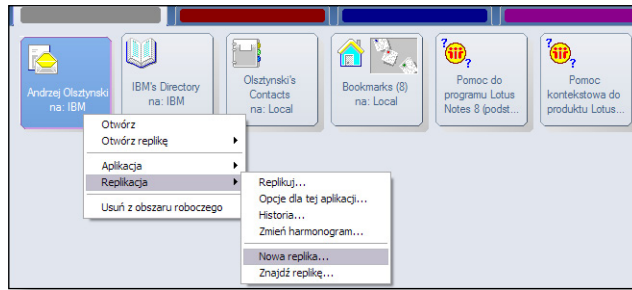 Andrzej Olsztynski
na: IBM
IBM's Directory
na: IBM
Olsztynski's
Contacts
na: Local
Bookmarks (8)
na: Local
Pomoc do
programu Lotus
Notes 8 (podst...
Pomoc
kontekstowa do
produktu Lotus...
Otwórz
Otwórz replikę
Aplikacja
Replikacja
Usuń z obszaru roboczego
Replikuj...
Opcje dla tej aplikacji...
Historia...
Zmień harmonogram...
Nowa replika...
Znajdź replikę...